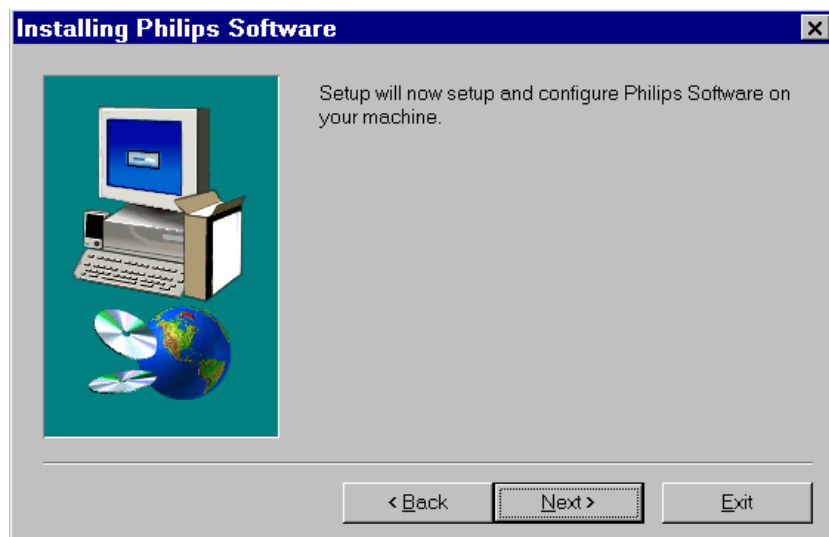 Installing Philips Software
Setup will now setup and configure Philips Software on
your machine.
< Back
Next >
Exit